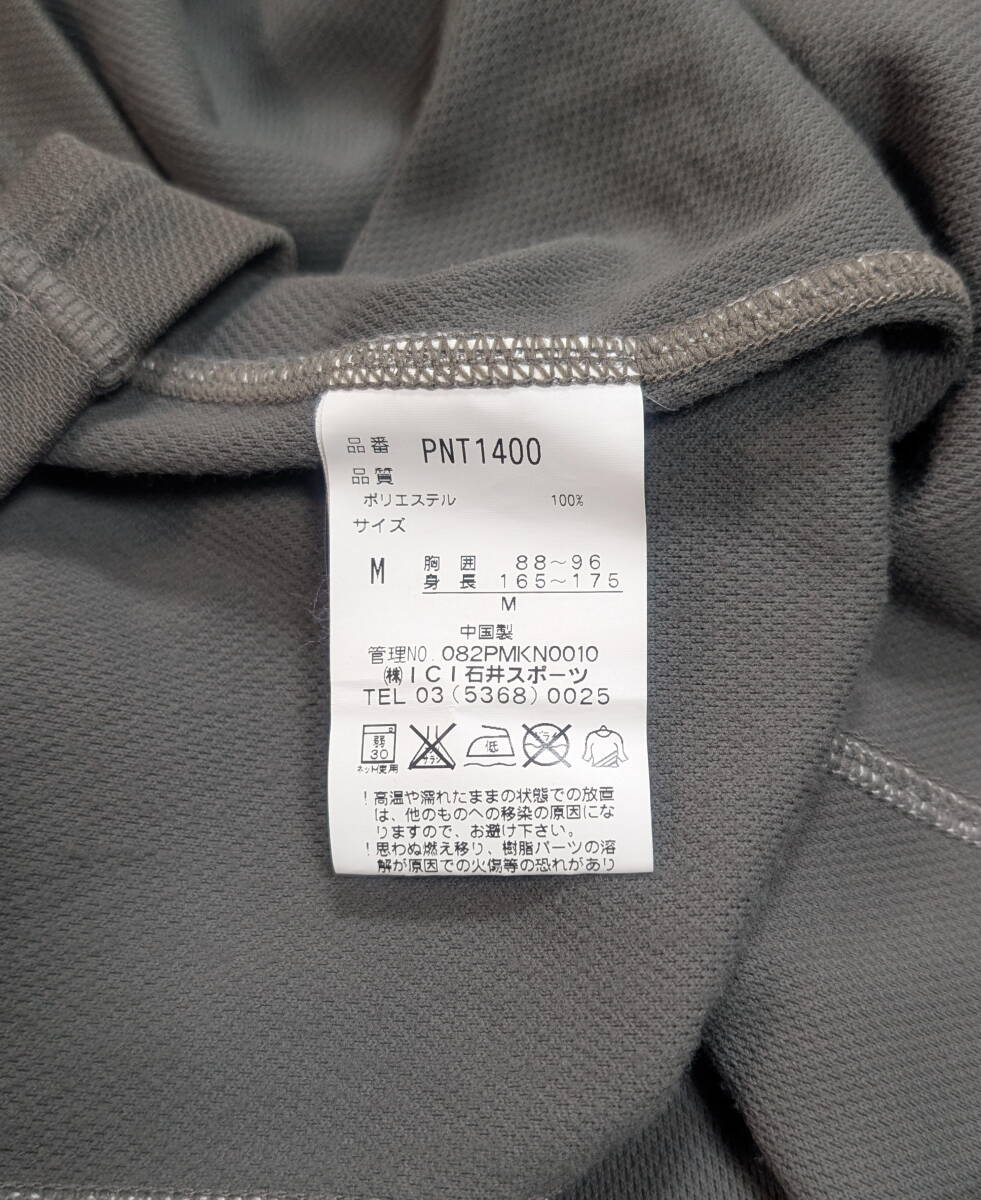 品番 PNT1400
品質
ポリエステル 100%
サイズ
M 胸囲 88～96
身長 165～175
M
中国製
管理NO. 082PMKN0010
㈱ICI石井スポーツ
TEL 03(5368)0025
弱 30 低 ドライ
ネット使用
!高温や濡れたままの状態での放置
は、他のものへの移染の原因にな
りますので、お避け下さい。
!思わぬ燃え移り、樹脂パーツの溶
解が原因での火傷等の恐れがあり